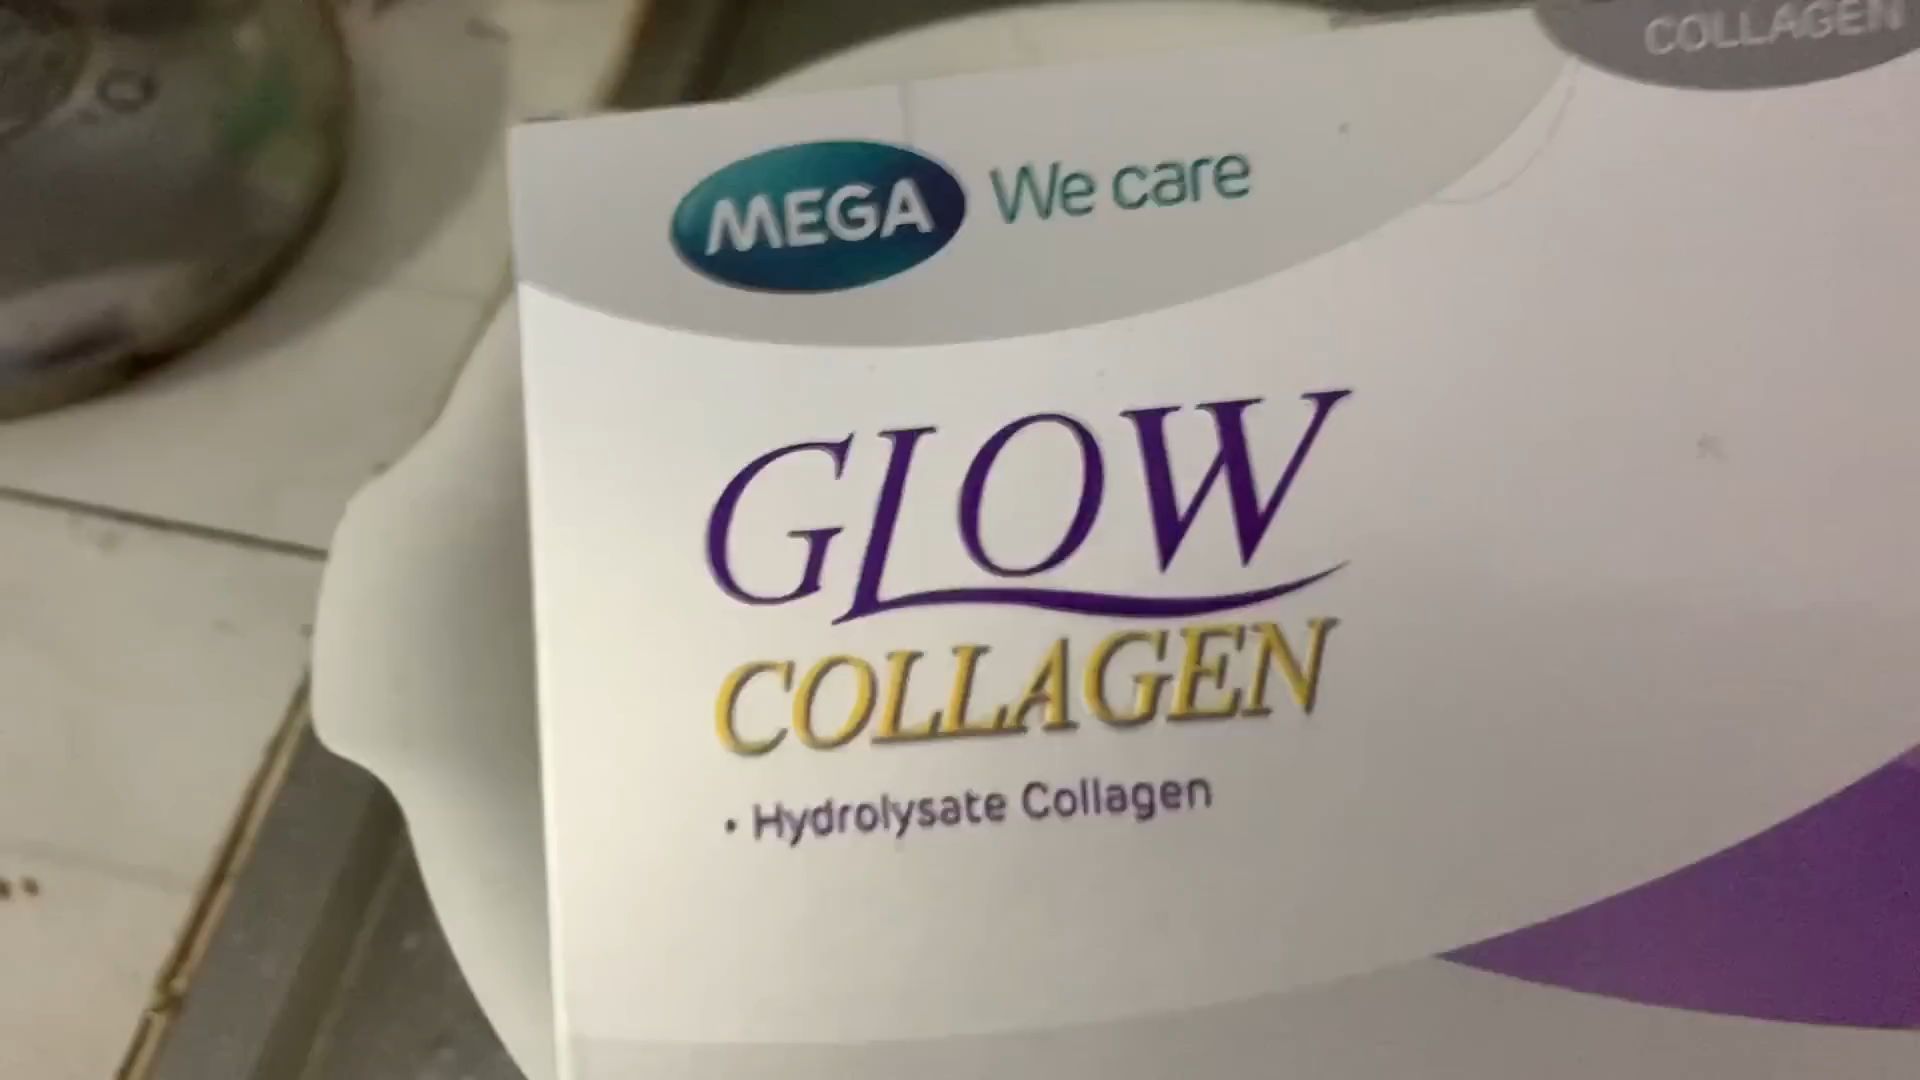 COLLAGEN
MEGA We care
GLOW
COLLAGEN
• Hydrolysate Collagen